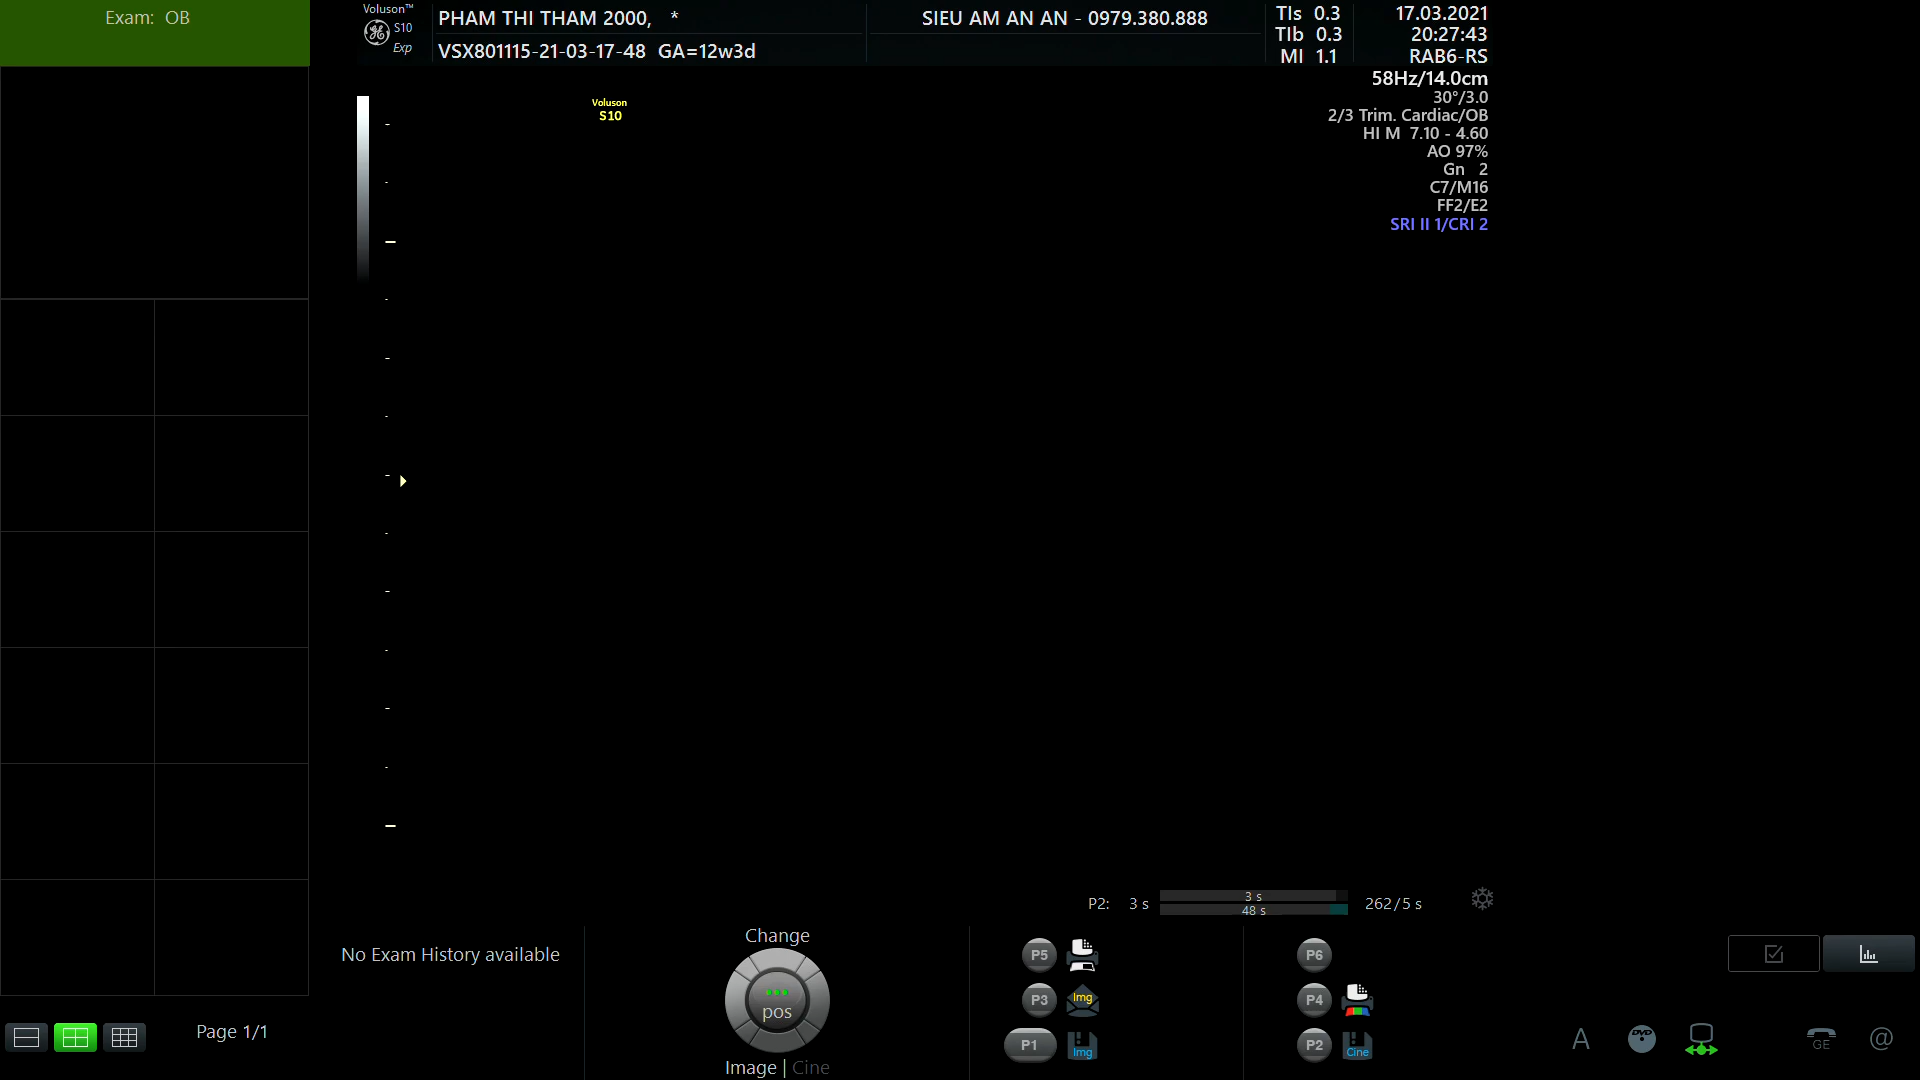 Exam: OB
Voluson™
S10
Exp
PHAM THI THAM 2000, *
VSX801115-21-03-17-48 GA=12w3d
SIEU AM AN AN - 0979.380.888
TIs 0.3
TIb 0.3
MI 1.1
17.03.2021
20:27:43
RAB6-RS
58Hz/14.0cm
30°/3.0
2/3 Trim. Cardiac/OB
HI M 7.10 - 4.60
AO 97%
Gn 2
C7/M16
FF2/E2
SRI II 1/CRI 2
Voluson
S10
P2: 3 s
3 s
48 s
262/5 s
No Exam History available
Change
pos
Image | Cine
P5
P3 Img
P1 Img
P6
P4
P2 Cine
Page 1/1
A
DVD
GE
@